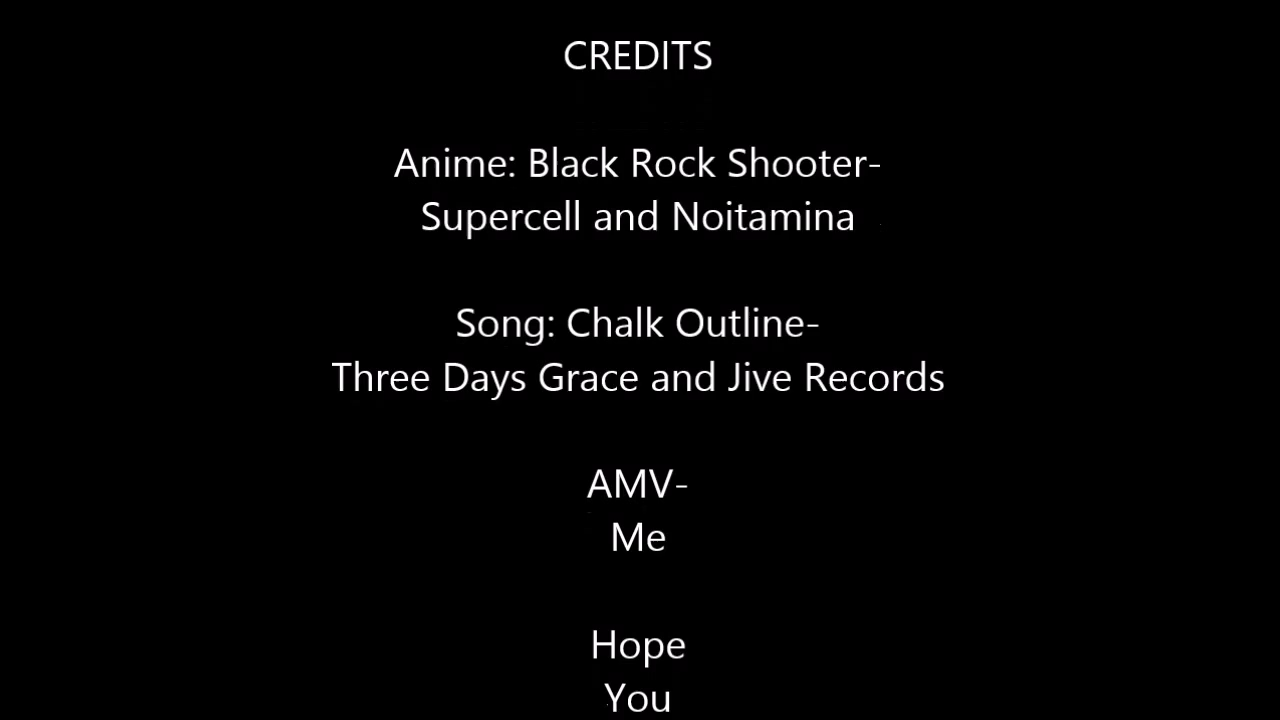 CREDITS
Anime: Black Rock Shooter-
Supercell and Noitamina
Song: Chalk Outline-
Three Days Grace and Jive Records
AMV-
Me
Hope
You